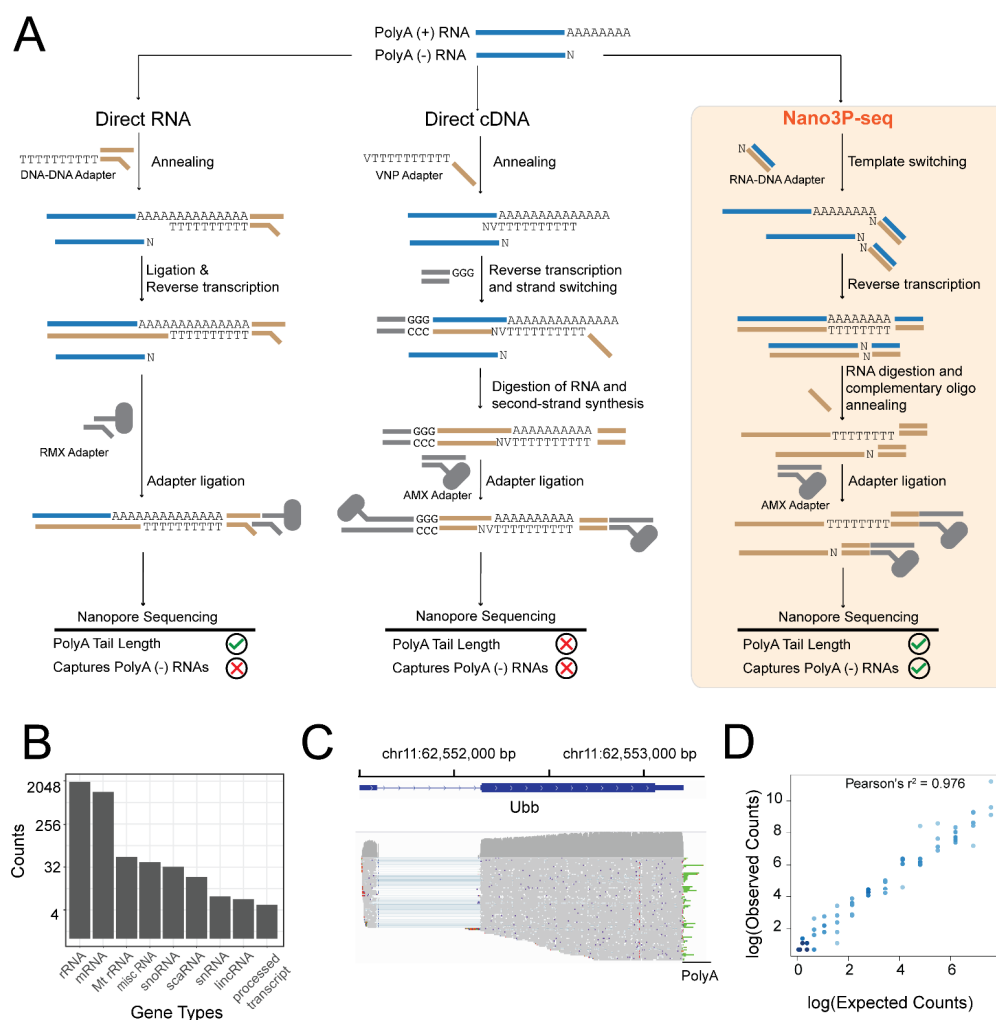 A
PolyA (+) RNA
AAAAAAAA
PolyA (-) RNA
N
Direct RNA
TTTTTTTTTT
DNA-DNA Adapter
Annealing
AAAAAAAAAAAAAA
TTTTTTTTTT
N
Ligation &
Reverse transcription
AAAAAAAAAAAAAA
TTTTTTTTTT
N
RMX Adapter
Adapter ligation
AAAAAAAAAAAAAA
TTTTTTTTTT
Nanopore Sequencing
PolyA Tail Length
Captures PolyA (-) RNAs
Direct cDNA
VTTTTTTTTTT
VNP Adapter
Annealing
AAAAAAAAAAAAAA
NVTTTTTTTTTT
N
GGG
Reverse transcription
and strand switching
GGG
AAAAAAAAAAAAAA
CCC
NVTTTTTTTTTT
N
Digestion of RNA and
second-strand synthesis
GGG
AAAAAAAAAA
CCC
NVTTTTTTTTTT
AMX Adapter
Adapter ligation
GGG
AAAAAAAAAA
CCC
NVTTTTTTTTTT
Nanopore Sequencing
PolyA Tail Length
Captures PolyA (-) RNAs
Nano3P-seq
N
RNA-DNA Adapter
Template switching
AAAAAAAA
N
N
N
Reverse transcription
AAAAAAAA
TTTTTTTT
N
N
RNA digestion and
complementary oligo
annealing
TTTTTTTT
N
AMX Adapter
Adapter ligation
TTTTTTTT
N
Nanopore Sequencing
PolyA Tail Length
Captures PolyA (-) RNAs
B
Counts
2048
256
32
4
rRNA
mRNA
Mt rRNA
misc RNA
snoRNA
scaRNA
snRNA
lincRNA
processed
transcript
Gene Types
C
chr11:62,552,000 bp
chr11:62,553,000 bp
Ubb
PolyA
D
Pearson's r² = 0.976
log(Observed Counts)
10
8
6
4
2
0
2
4
6
log(Expected Counts)